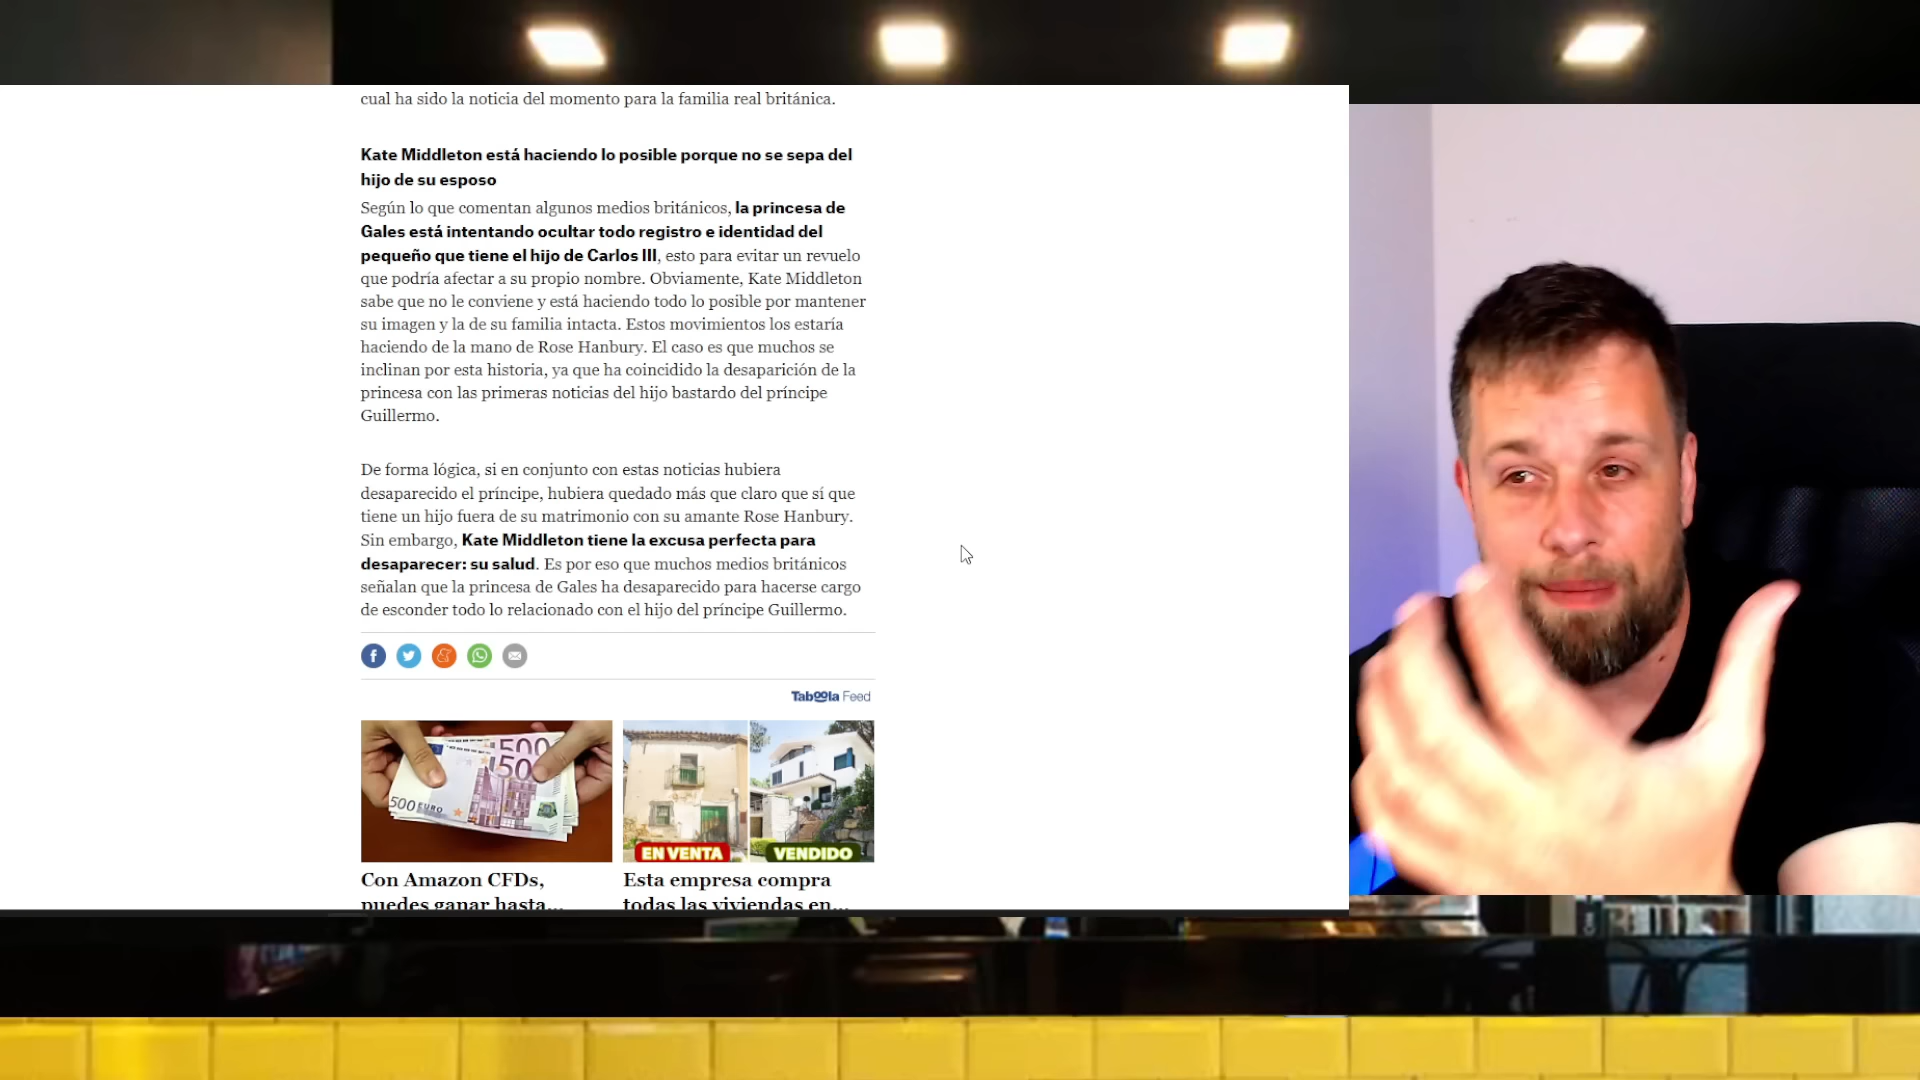 cual ha sido la noticia del momento para la familia real británica.
Kate Middleton está haciendo lo posible porque no se sepa del
hijo de su esposo
Según lo que comentan algunos medios británicos, la princesa de
Gales está intentando ocultar todo registro e identidad del
pequeño que tiene el hijo de Carlos III, esto para evitar un revuelo
que podría afectar a su propio nombre. Obviamente, Kate Middleton
sabe que no le conviene y está haciendo todo lo posible por mantener
su imagen y la de su familia intacta. Estos movimientos los estaría
haciendo de la mano de Rose Hanbury. El caso es que muchos se
inclinan por esta historia, ya que ha coincidido la desaparición de la
princesa con las primeras noticias del hijo bastardo del príncipe
Guillermo.
De forma lógica, si en conjunto con estas noticias hubiera
desaparecido el príncipe, hubiera quedado más que claro que sí que
tiene un hijo fuera de su matrimonio con su amante Rose Hanbury.
Sin embargo, Kate Middleton tiene la excusa perfecta para
desaparecer: su salud. Es por eso que muchos medios británicos
señalan que la princesa de Gales ha desaparecido para hacerse cargo
de esconder todo lo relacionado con el hijo del príncipe Guillermo.
Taboola Feed
500
500
500 EURO
EN VENTA
VENDIDO
Con Amazon CFDs,
puedes ganar hasta...
Esta empresa compra
todas las viviendas en...